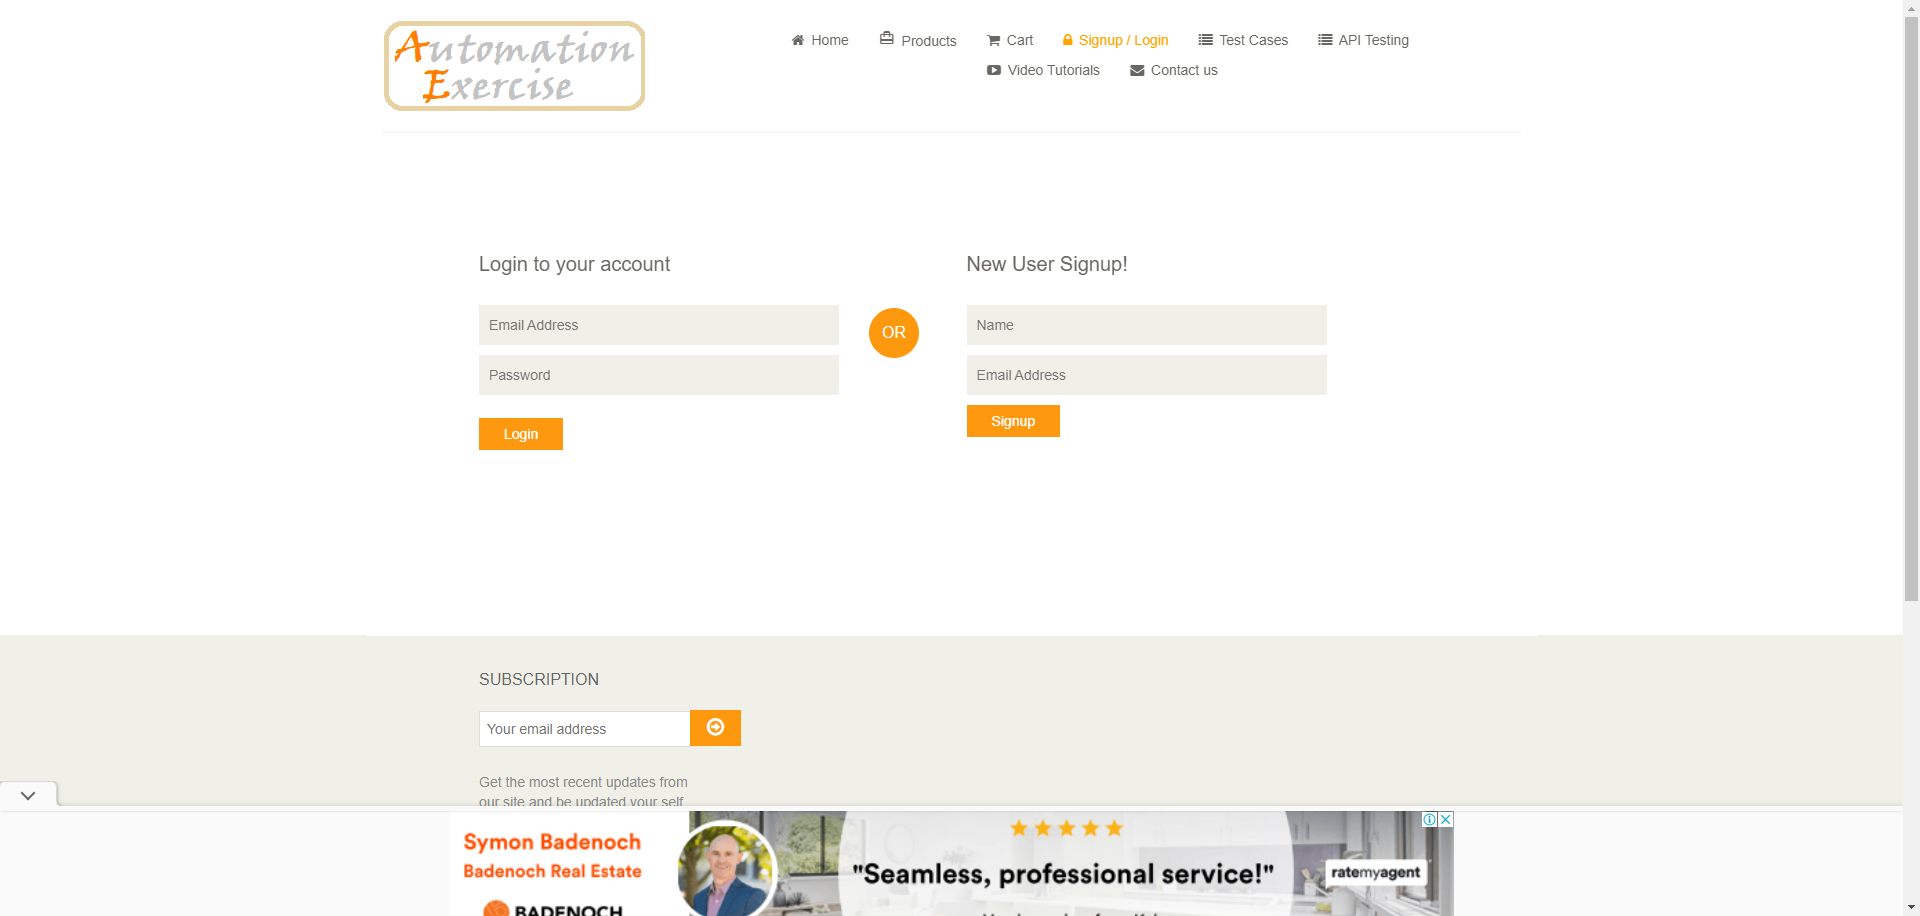 Automation
Exercise
Home
Products
Cart
Signup / Login
Test Cases
API Testing
Video Tutorials
Contact us
Login to your account
Email Address
Password
Login
OR
New User Signup!
Name
Email Address
Signup
SUBSCRIPTION
Your email address
Get the most recent updates from
our site and be updated your self
Symon Badenoch
Badenoch Real Estate
BADENOCH
"Seamless, professional service!"
ratemyagent